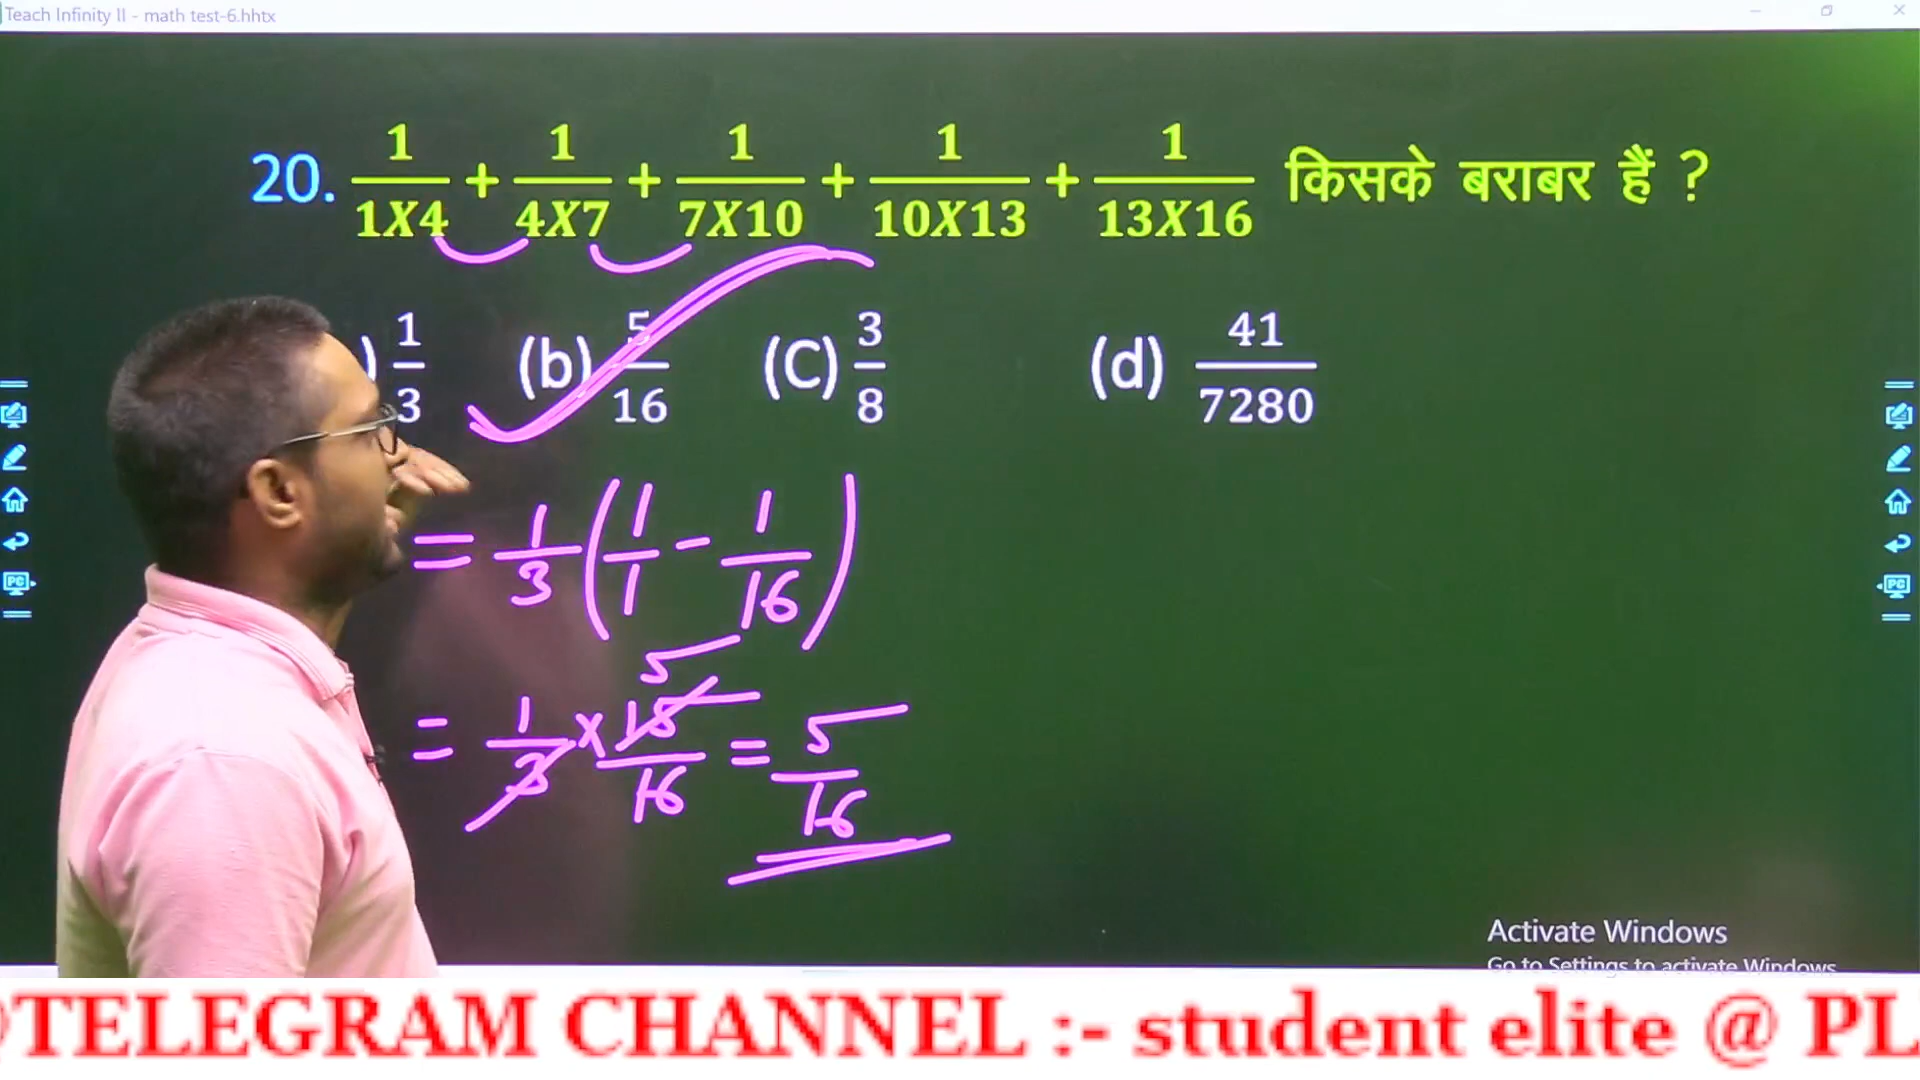 Teach Infinity II - math test-6.hhtx
20. 1/1X4 + 1/4X7 + 1/7X10 + 1/10X13 + 1/13X16 किसके बराबर हैं ?
) 1/3 (b) 5/16 (C) 3/8 (d) 41/7280
= 1/3 (1/1 - 1/16)
5
= 1/3 x 15/16 = 5/16
Activate Windows
Go to Settings to activate Windows
@TELEGRAM CHANNEL :- student elite @ PL